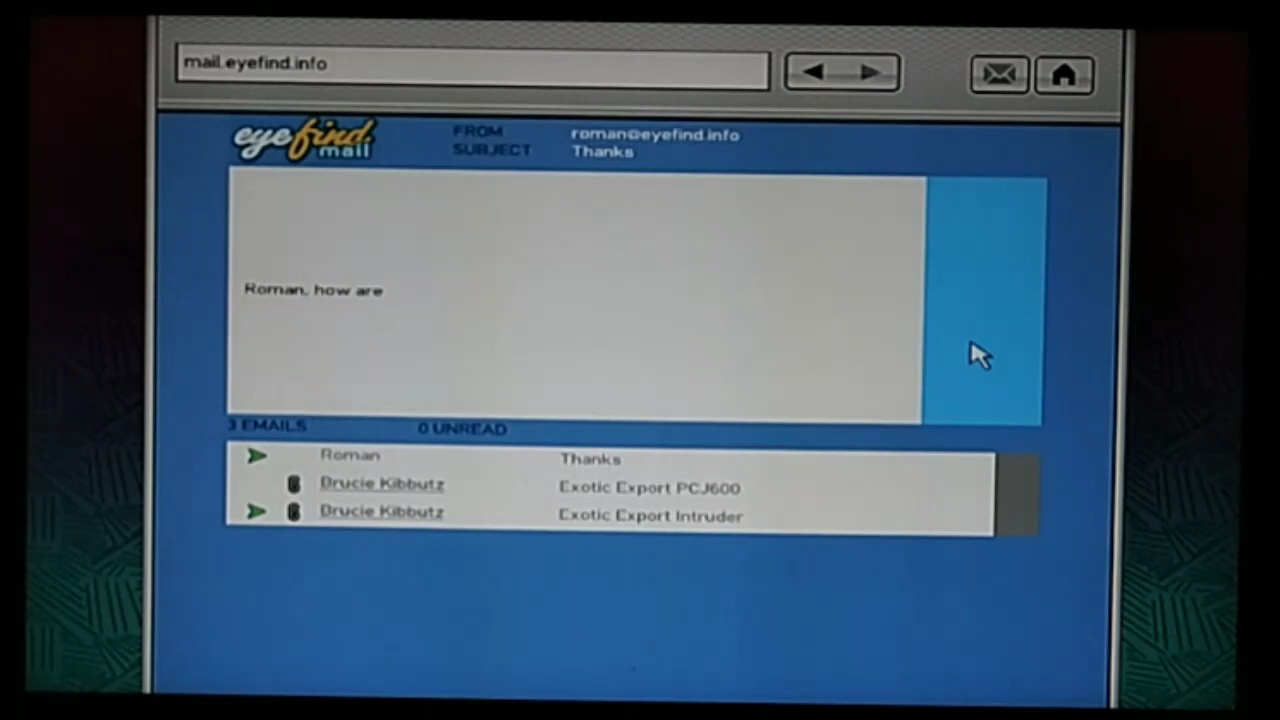 mail.eyefind.info
eyefind. mail
FROM roman@eyefind.info
SUBJECT Thanks
Roman, how are
3 EMAILS 0 UNREAD
Roman Thanks
Brucie Kibbutz Exotic Export PCJ600
Brucie Kibbutz Exotic Export Intruder